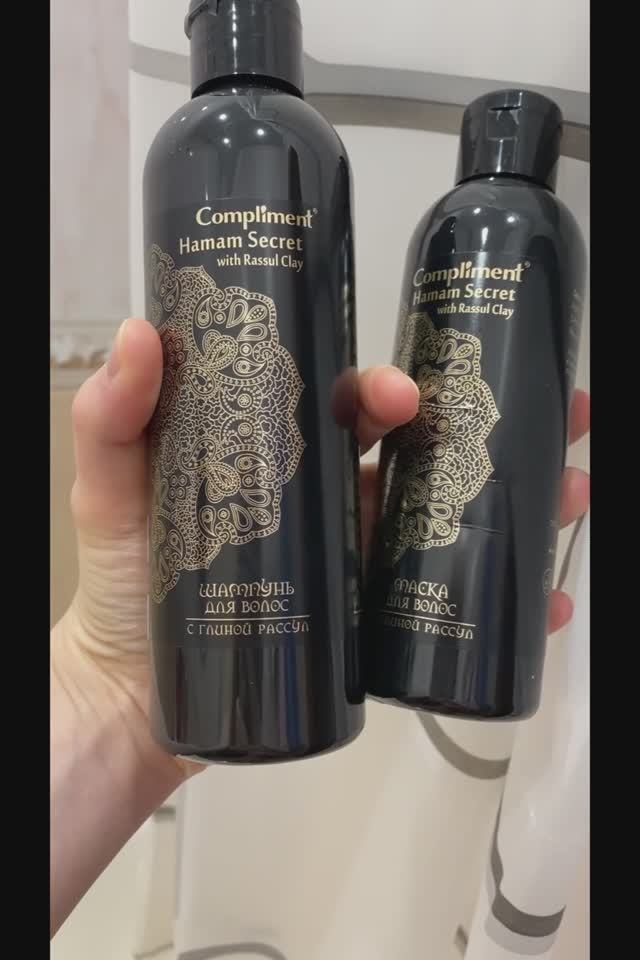 Compliment®
Hamam Secret
with Rassul Clay
ШАМПУНЬ
ДЛЯ ВОЛОС
С ГЛИНОЙ РАССУЛ
Compliment®
Hamam Secret
with Rassul Clay
МАСКА
ДЛЯ ВОЛОС
С ГЛИНОЙ РАССУЛ